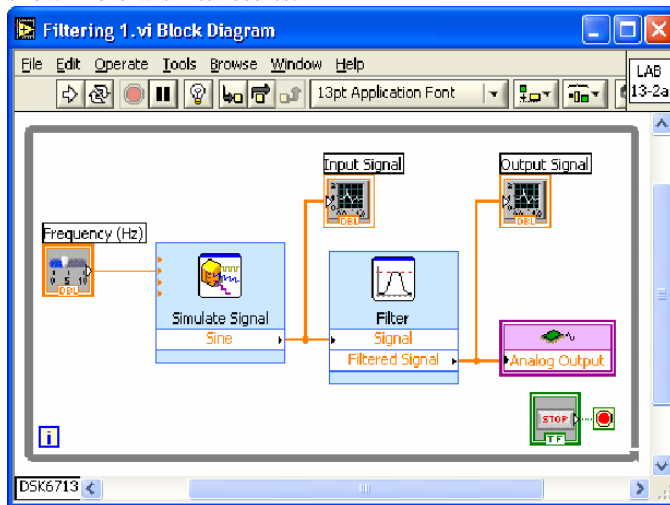 Filtering 1.vi Block Diagram
File Edit Operate Tools Browse Window Help
13pt Application Font
LAB
13-2a
Input Signal
Output Signal
DBL
DBL
Frequency (Hz)
0 5 10
DBL
Simulate Signal
Sine
Filter
Signal
Filtered Signal
Analog Output
STOP
TF
i
DSK6713